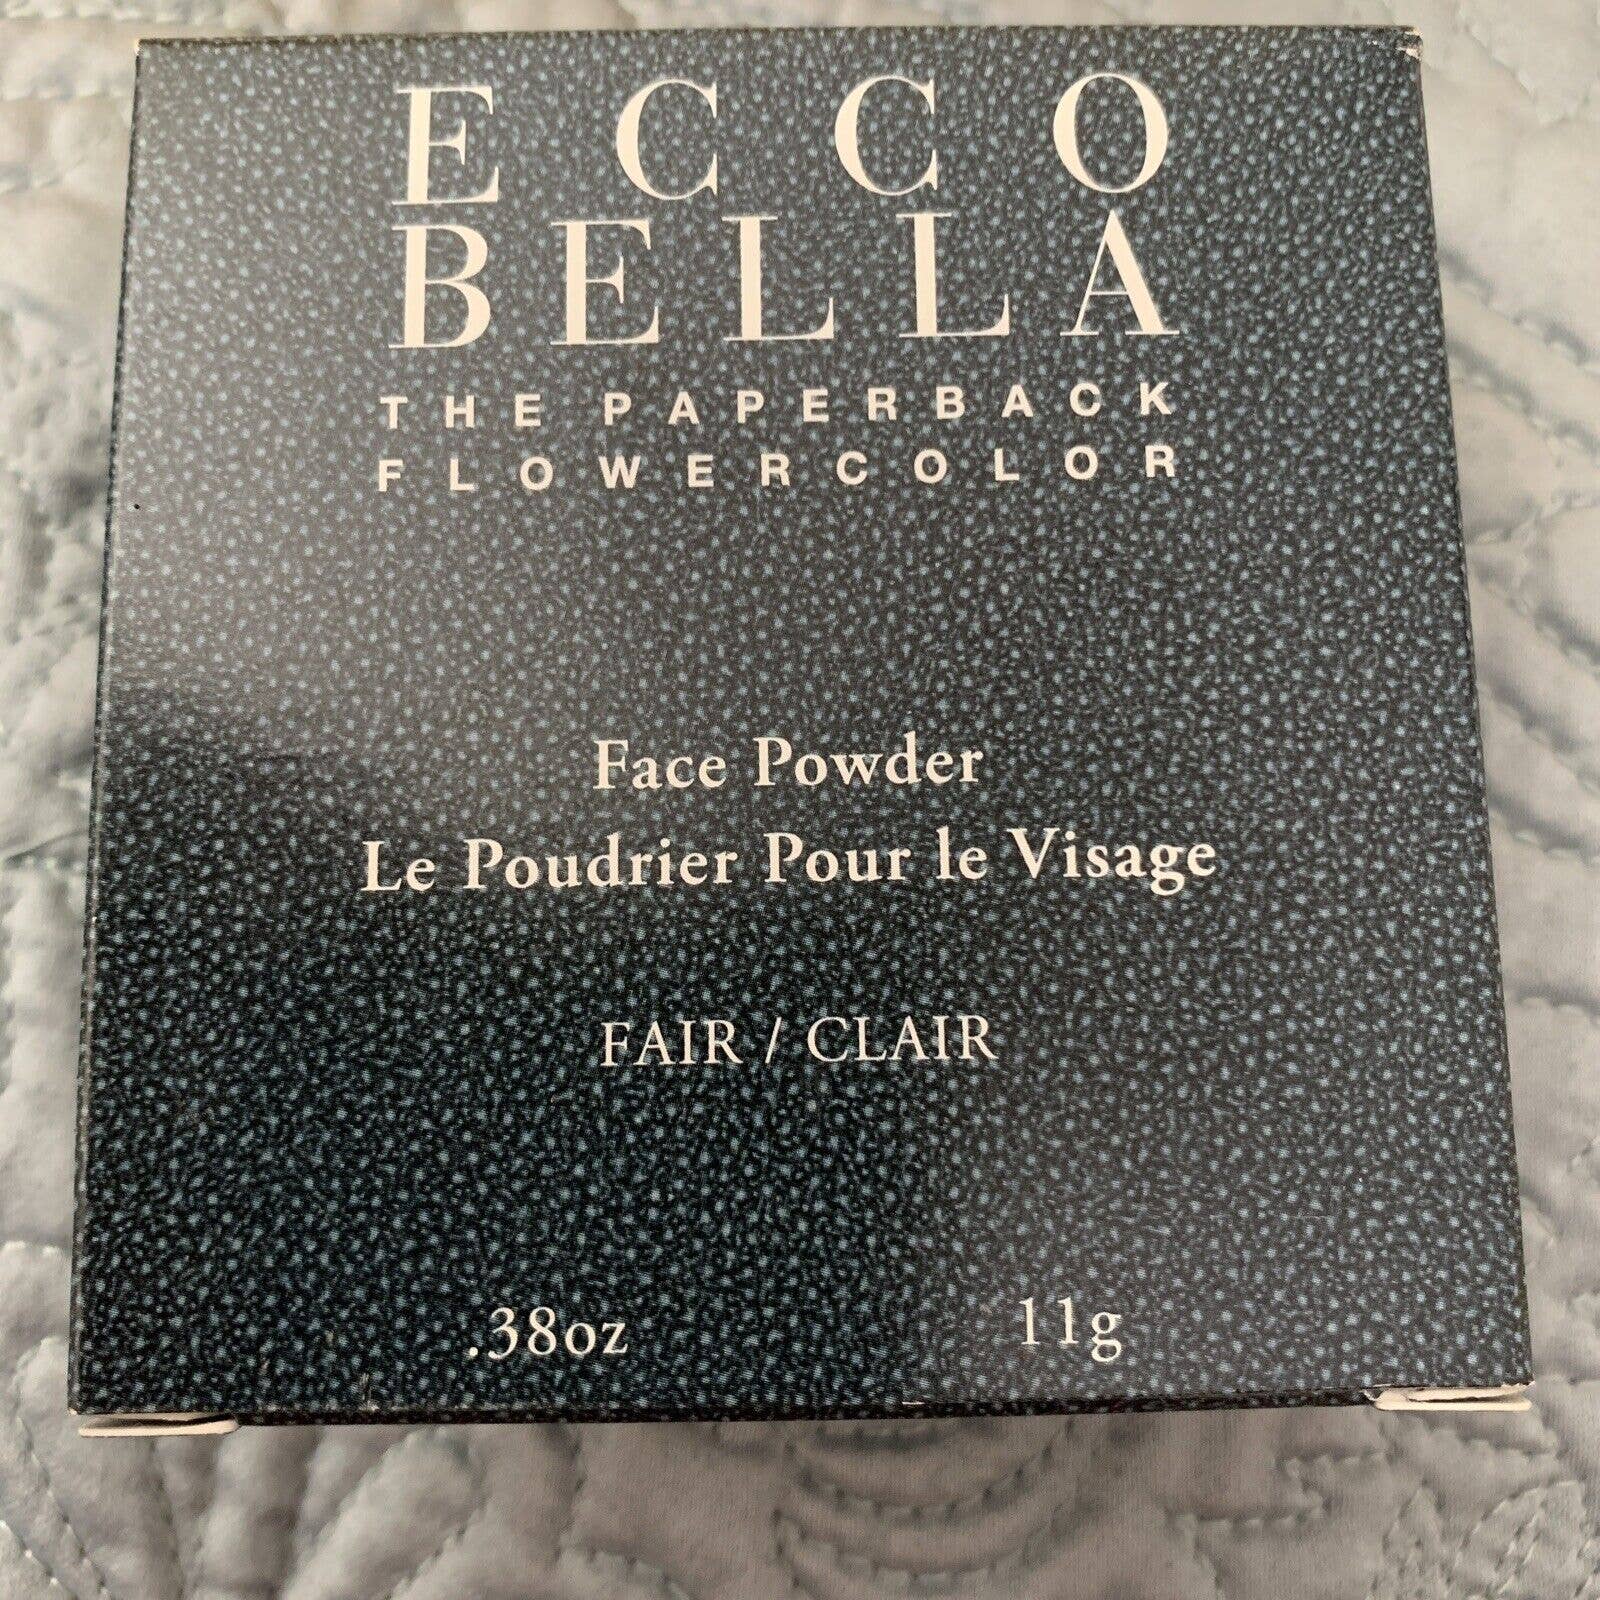 ECCO
BELLA
THE PAPERBACK
FLOWERCOLOR
Face Powder
Le Poudrier Pour le Visage
FAIR / CLAIR
.38oz 11g